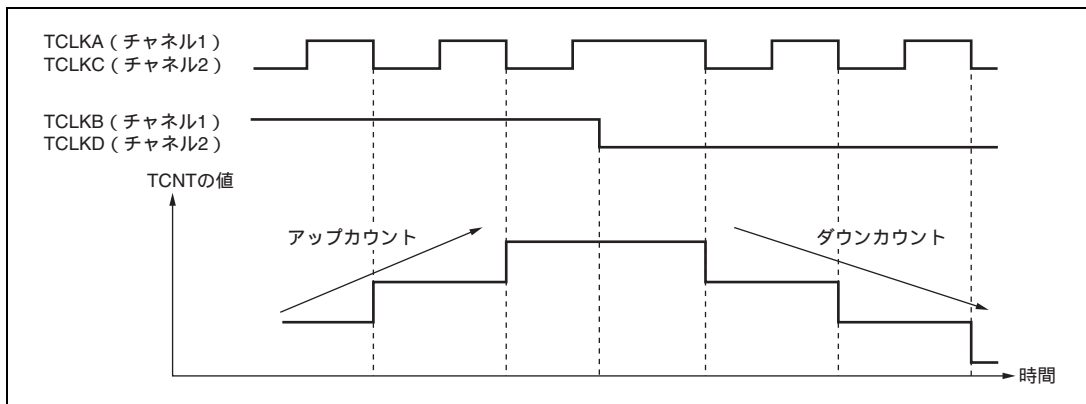 TCLKA（チャネル1）
TCLKC（チャネル2）
TCLKB（チャネル1）
TCLKD（チャネル2）
TCNTの値
アップカウント
ダウンカウント
時間